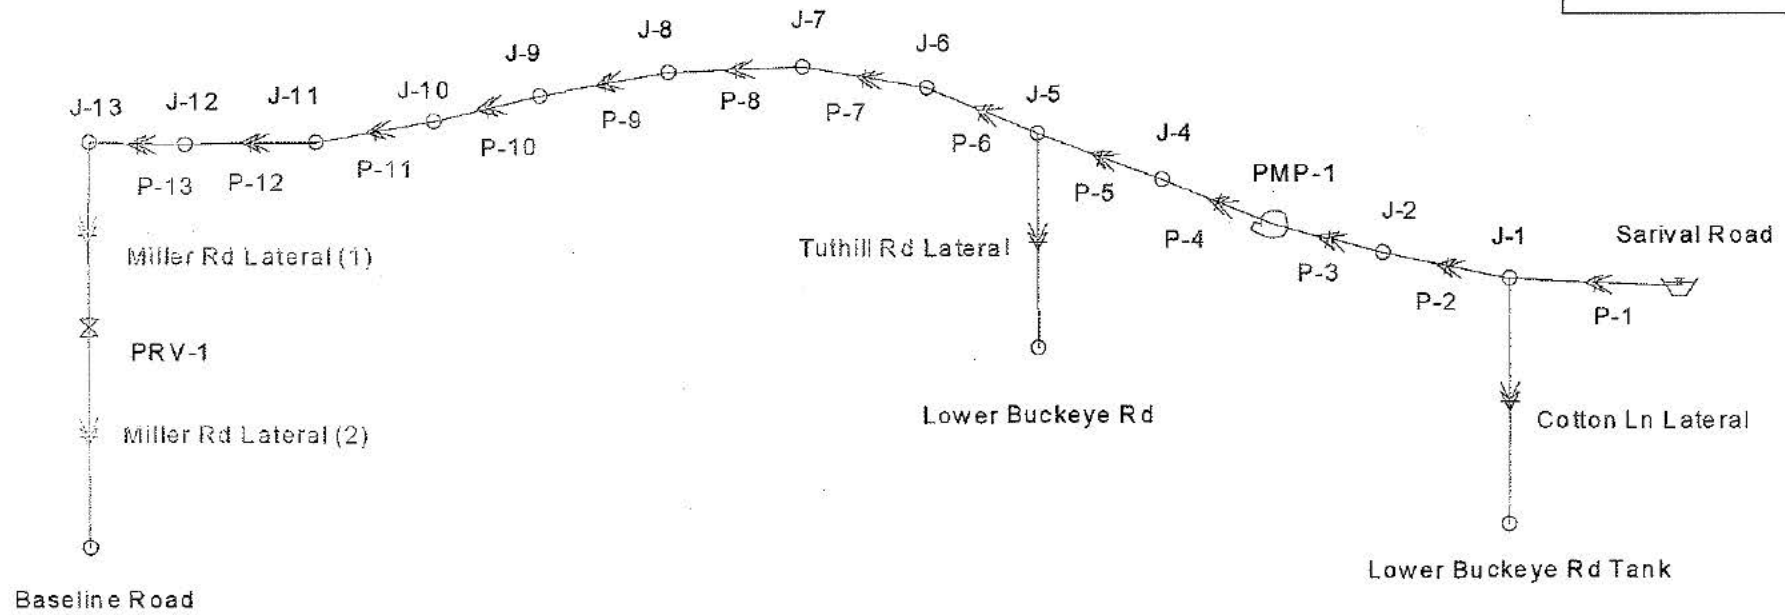 J-7
J-8
J-6
J-9
J-13
J-12
J-11
J-10
J-5
P-8
P-7
P-9
P-6
J-4
P-10
P-11
P-12
P-13
PMP-1
P-5
J-2
J-1
Sarival Road
Miller Rd Lateral (1)
Tuthill Rd Lateral
P-4
P-3
P-2
P-1
PRV-1
Lower Buckeye Rd
Cotton Ln Lateral
Miller Rd Lateral (2)
Lower Buckeye Rd Tank
Baseline Road